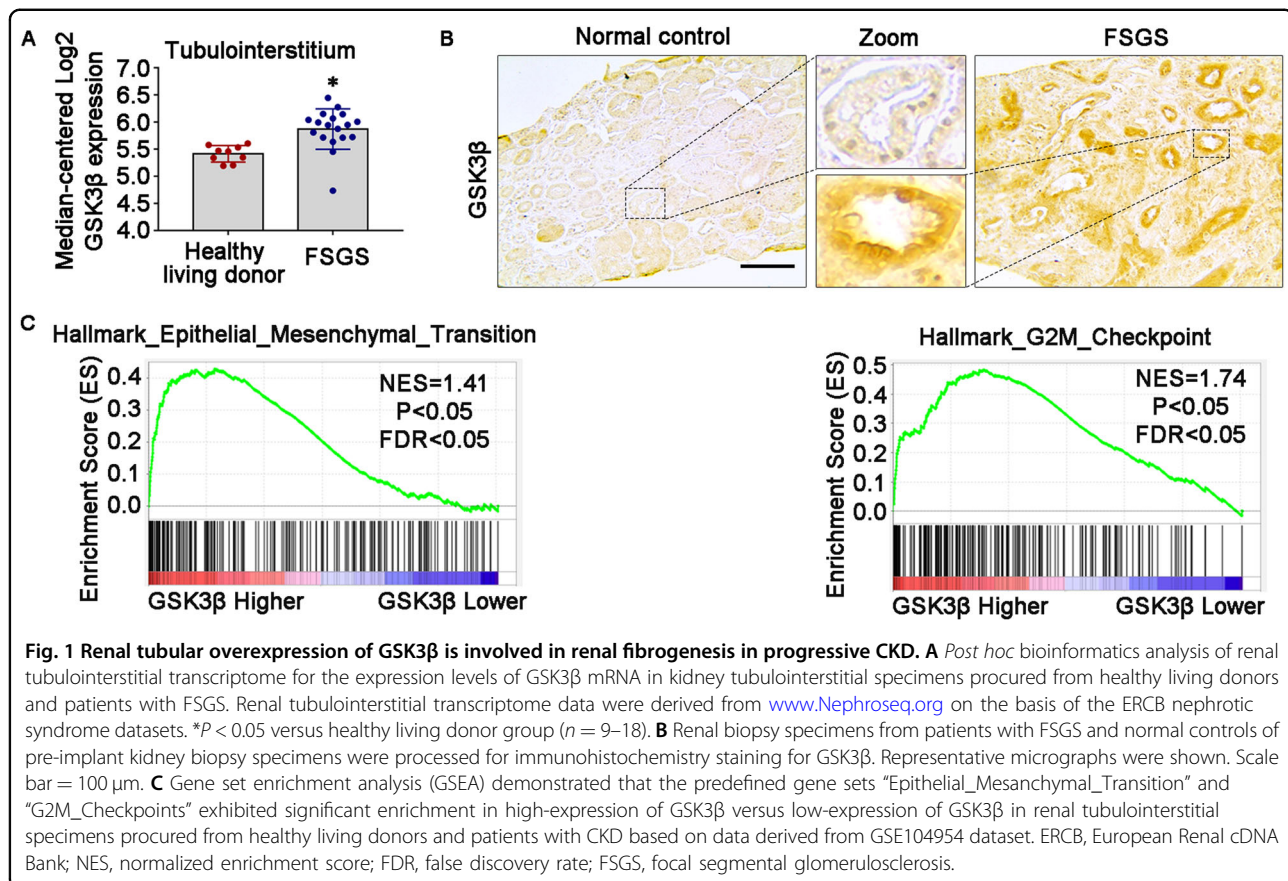 A
Tubulointerstitium
Median-centered Log2
GSK3β expression
7.0
6.5
6.0
5.5
5.0
4.5
4.0
*
Healthy
living donor
FSGS
B
Normal control
Zoom
FSGS
GSK3β
C
Hallmark_Epithelial_Mesenchymal_Transition
Enrichment Score (ES)
0.4
0.3
0.2
0.1
0.0
NES=1.41
P<0.05
FDR<0.05
GSK3β Higher
GSK3β Lower
Hallmark_G2M_Checkpoint
Enrichment Score (ES)
0.5
0.4
0.3
0.2
0.1
0.0
NES=1.74
P<0.05
FDR<0.05
GSK3β Higher
GSK3β Lower
Fig. 1 Renal tubular overexpression of GSK3β is involved in renal fibrogenesis in progressive CKD. A Post hoc bioinformatics analysis of renal
tubulointerstitial transcriptome for the expression levels of GSK3β mRNA in kidney tubulointerstitial specimens procured from healthy living donors
and patients with FSGS. Renal tubulointerstitial transcriptome data were derived from www.Nephroseq.org on the basis of the ERCB nephrotic
syndrome datasets. *P < 0.05 versus healthy living donor group (n = 9–18). B Renal biopsy specimens from patients with FSGS and normal controls of
pre-implant kidney biopsy specimens were processed for immunohistochemistry staining for GSK3β. Representative micrographs were shown. Scale
bar = 100 μm. C Gene set enrichment analysis (GSEA) demonstrated that the predefined gene sets “Epithelial_Mesanchymal_Transition” and
“G2M_Checkpoints” exhibited significant enrichment in high-expression of GSK3β versus low-expression of GSK3β in renal tubulointerstitial
specimens procured from healthy living donors and patients with CKD based on data derived from GSE104954 dataset. ERCB, European Renal cDNA
Bank; NES, normalized enrichment score; FDR, false discovery rate; FSGS, focal segmental glomerulosclerosis.